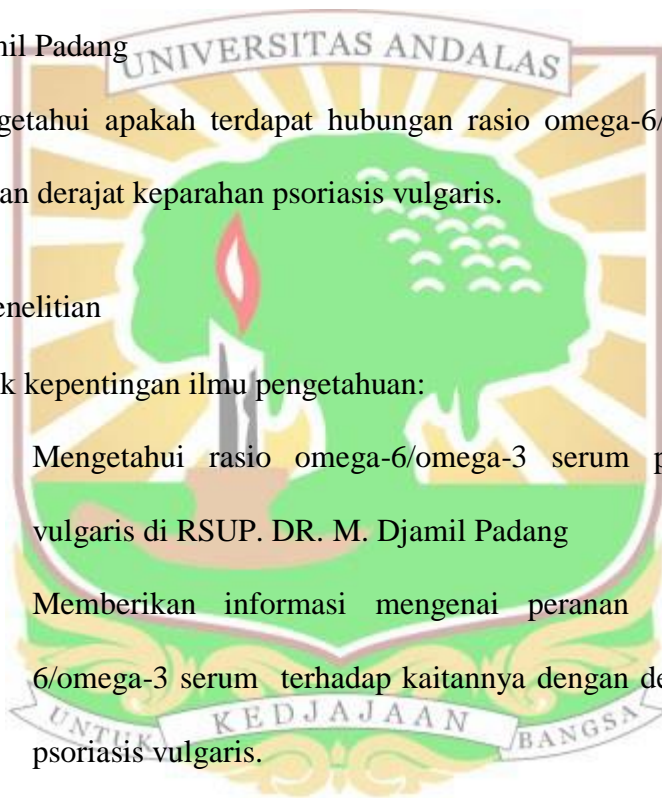 mil Padang
UNIVERSITAS ANDALAS
getahui apakah terdapat hubungan rasio omega-6/
an derajat keparahan psoriasis vulgaris.
enelitian
k kepentingan ilmu pengetahuan:
Mengetahui rasio omega-6/omega-3 serum p
vulgaris di RSUP. DR. M. Djamil Padang
Memberikan informasi mengenai peranan
6/omega-3 serum terhadap kaitannya dengan de
UNTUK KEDJAJAAN BANGSA
psoriasis vulgaris.